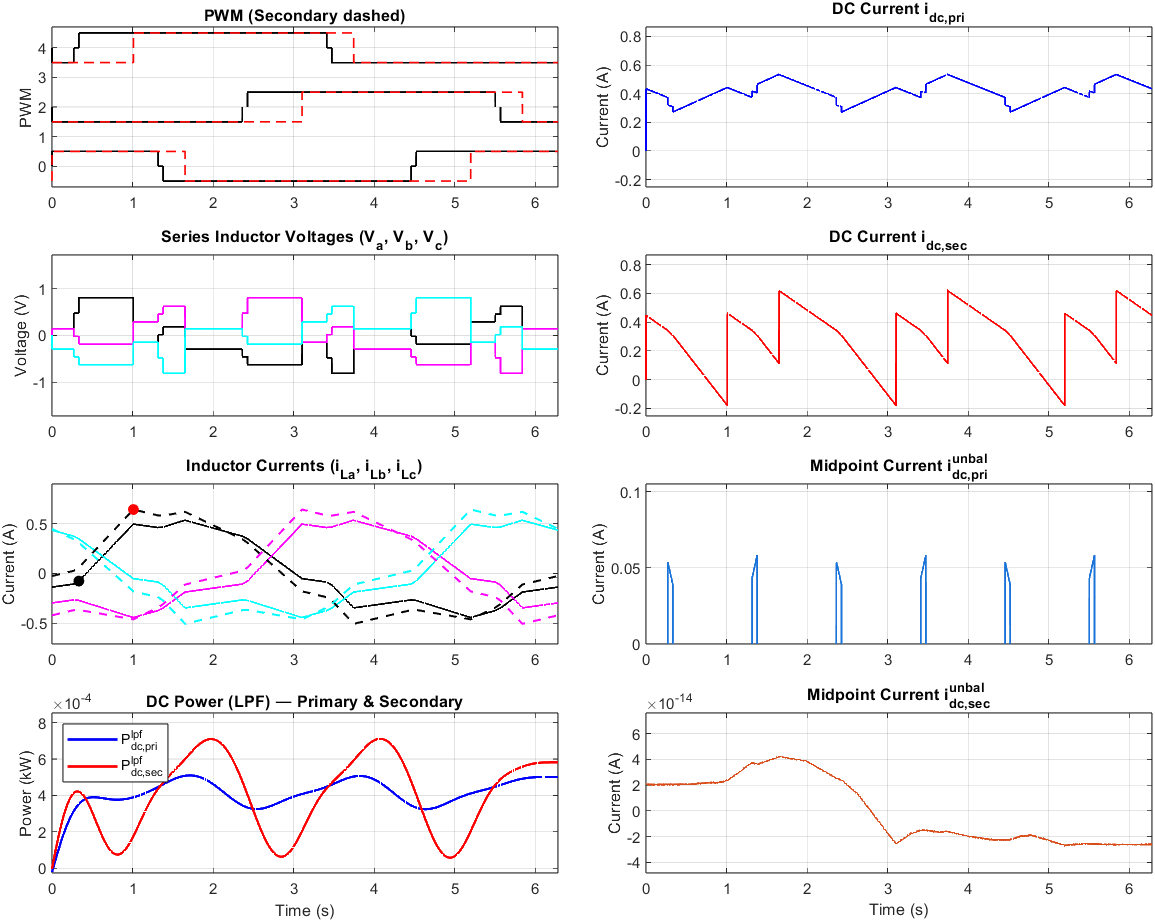 PWM (Secondary dashed)
PWM
4
3
2
1
0
0 1 2 3 4 5 6
DC Current i_dc,pri
Current (A)
0.8
0.6
0.4
0.2
0
-0.2
0 1 2 3 4 5 6
Series Inductor Voltages (V_a, V_b, V_c)
Voltage (V)
1
0
-1
0 1 2 3 4 5 6
DC Current i_dc,sec
Current (A)
0.8
0.6
0.4
0.2
0
-0.2
0 1 2 3 4 5 6
Inductor Currents (i_La, i_Lb, i_Lc)
Current (A)
0.5
0
-0.5
0 1 2 3 4 5 6
Midpoint Current i_dc,pri^unbal
Current (A)
0.1
0.05
0
0 1 2 3 4 5 6
DC Power (LPF) — Primary & Secondary
×10^-4
Power (kW)
8
6
4
2
0
P_dc,pri^lpf
P_dc,sec^lpf
0 1 2 3 4 5 6
Time (s)
Midpoint Current i_dc,sec^unbal
×10^-14
Current (A)
6
4
2
0
-2
-4
0 1 2 3 4 5 6
Time (s)